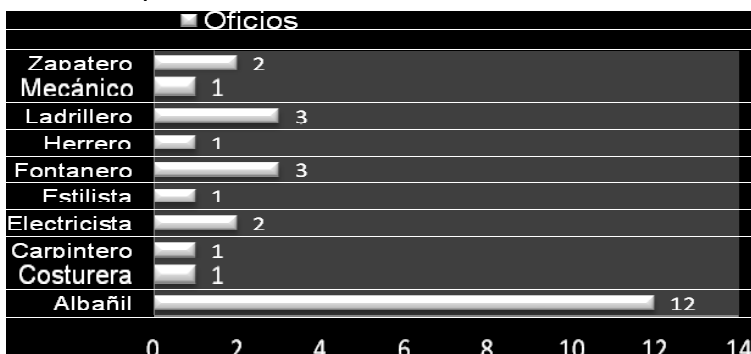 Oficios
Zapatero 2
Mecánico 1
Ladrillero 3
Herrero 1
Fontanero 3
Estilista 1
Electricista 2
Carpintero 1
Costurera 1
Albañil 12
0 2 4 6 8 10 12 14